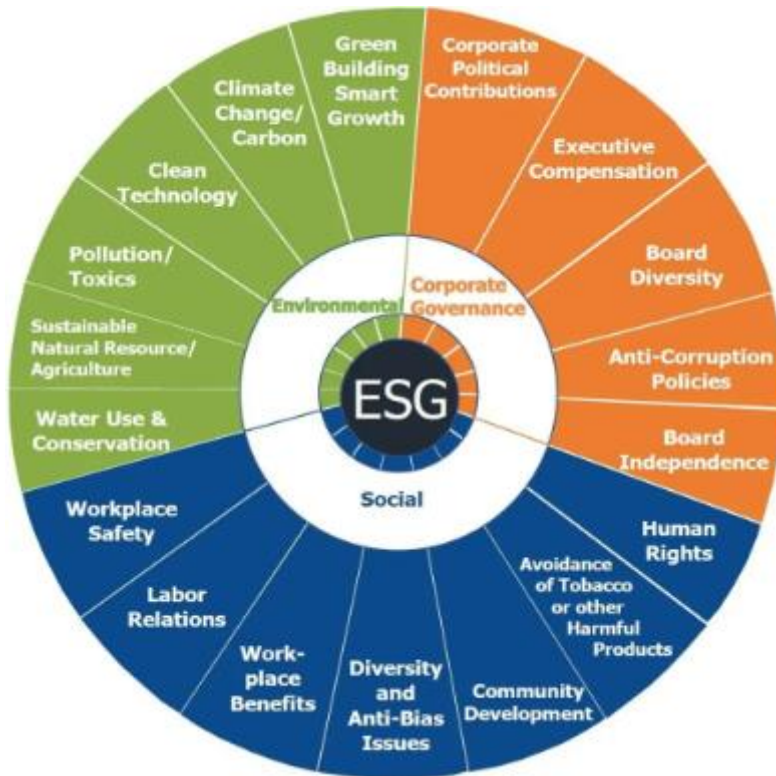 Green
Building
Smart
Growth
Corporate
Political
Contributions
Executive
Compensation
Board
Diversity
Anti-Corruption
Policies
Board
Independence
Human
Rights
Avoidance
of Tobacco
or other
Harmful
Products
Community
Development
Diversity
and
Anti-Bias
Issues
Work-
place
Benefits
Labor
Relations
Workplace
Safety
Water Use &
Conservation
Sustainable
Natural Resource/
Agriculture
Pollution/
Toxics
Clean
Technology
Climate
Change/
Carbon
Environmental
Corporate
Governance
ESG
Social